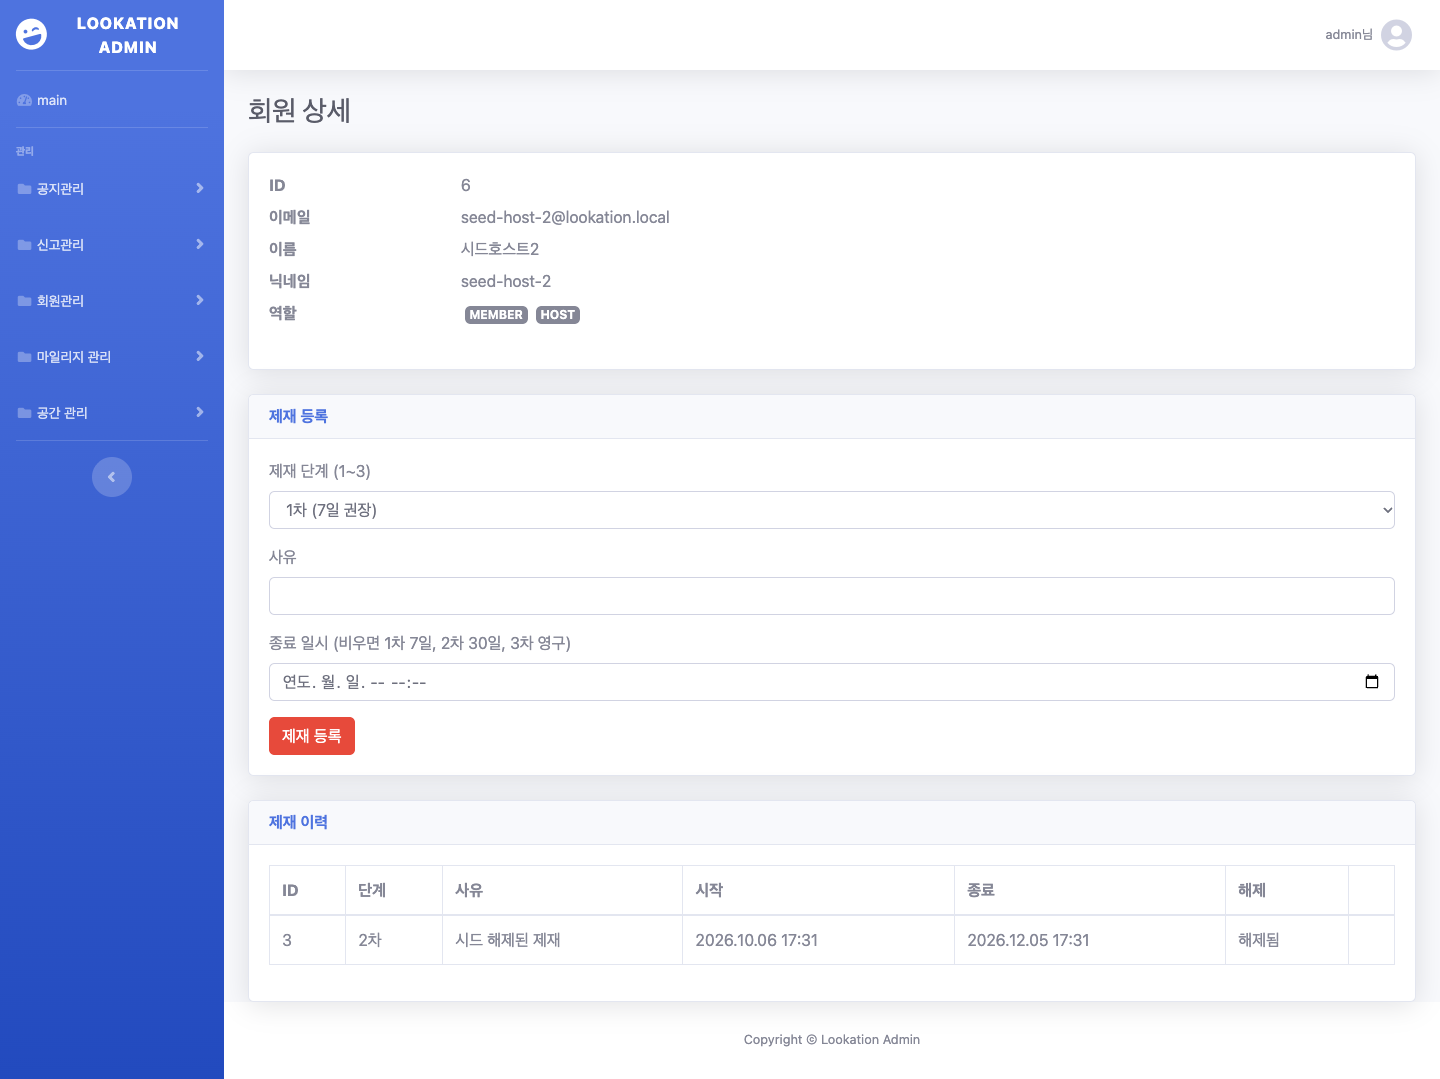 LOOKATION
ADMIN
admin님
main
관리
공지관리
신고관리
회원관리
마일리지 관리
공간 관리
회원 상세
ID 6
이메일 seed-host-2@lookation.local
이름 시드호스트2
닉네임 seed-host-2
역할 MEMBER HOST
제재 등록
제재 단계 (1~3)
1차 (7일 권장)
사유
종료 일시 (비우면 1차 7일, 2차 30일, 3차 영구)
연도. 월. 일. -- --:--
제재 등록
제재 이력
ID 단계 사유 시작 종료 해제
3 2차 시드 해제된 제재 2026.10.06 17:31 2026.12.05 17:31 해제됨
Copyright © Lookation Admin